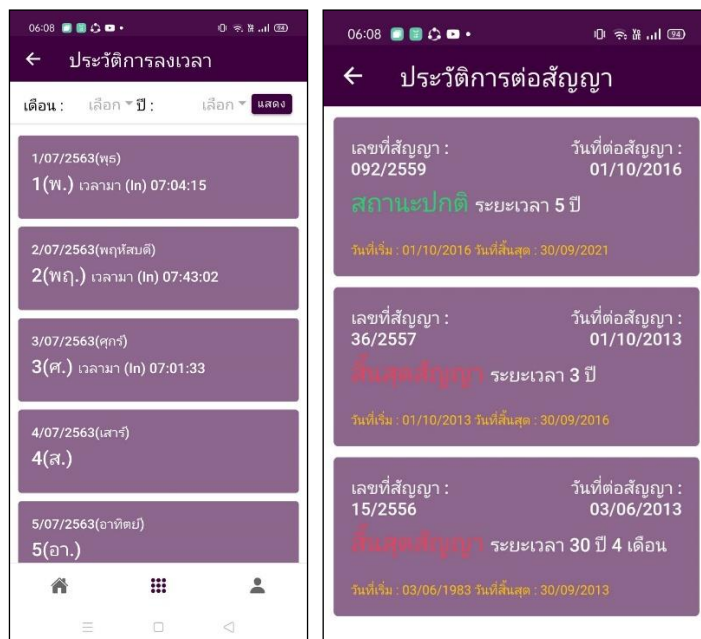 06:08
94
ประวัติการลงเวลา
เดือน : เลือก ปี : เลือก แสดง
1/07/2563(พุธ)
1(พ.) เวลามา (In) 07:04:15
2/07/2563(พฤหัสบดี)
2(พฤ.) เวลามา (In) 07:43:02
3/07/2563(ศุกร์)
3(ศ.) เวลามา (In) 07:01:33
4/07/2563(เสาร์)
4(ส.)
5/07/2563(อาทิตย์)
5(อา.)
06:08
94
ประวัติการต่อสัญญา
เลขที่สัญญา : วันที่ต่อสัญญา :
092/2559 01/10/2016
สถานะปกติ ระยะเวลา 5 ปี
วันที่เริ่ม : 01/10/2016 วันที่สิ้นสุด : 30/09/2021
เลขที่สัญญา : วันที่ต่อสัญญา :
36/2557 01/10/2013
สิ้นสุดสัญญา ระยะเวลา 3 ปี
วันที่เริ่ม : 01/10/2013 วันที่สิ้นสุด : 30/09/2016
เลขที่สัญญา : วันที่ต่อสัญญา :
15/2556 03/06/2013
สิ้นสุดสัญญา ระยะเวลา 30 ปี 4 เดือน
วันที่เริ่ม : 03/06/1983 วันที่สิ้นสุด : 30/09/2013